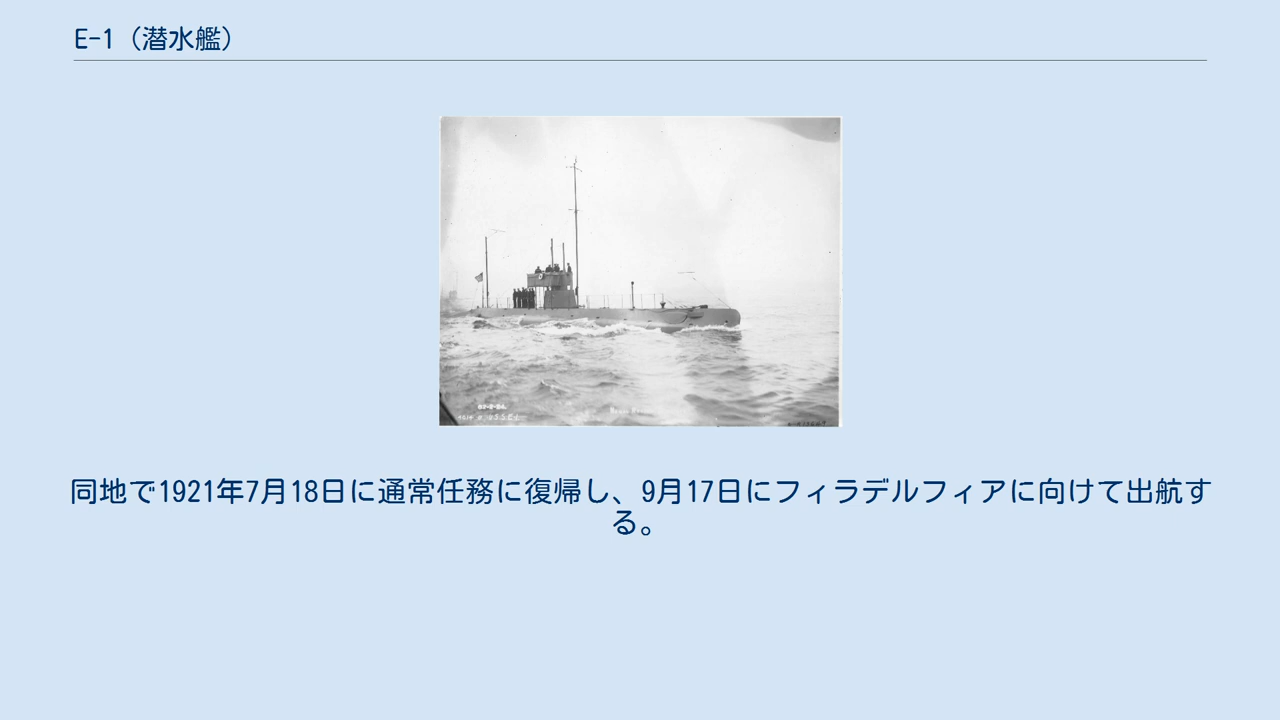 E-1（潜水艦）
同地で1921年7月18日に通常任務に復帰し、9月17日にフィラデルフィアに向けて出航す
る。